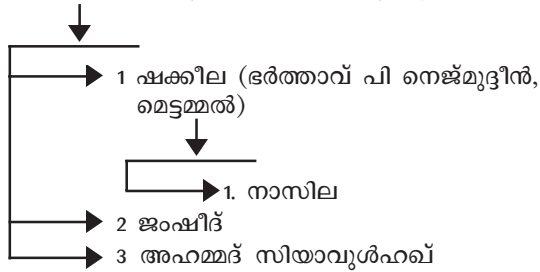 1 ഷക്കീല (ഭർത്താവ് പി നെജ്മുദ്ദീൻ,
മെട്ടമ്മൽ)
1. നാസില
2 ജംഷീദ്
3 അഹമ്മദ് സിയാവുൾഹഖ്